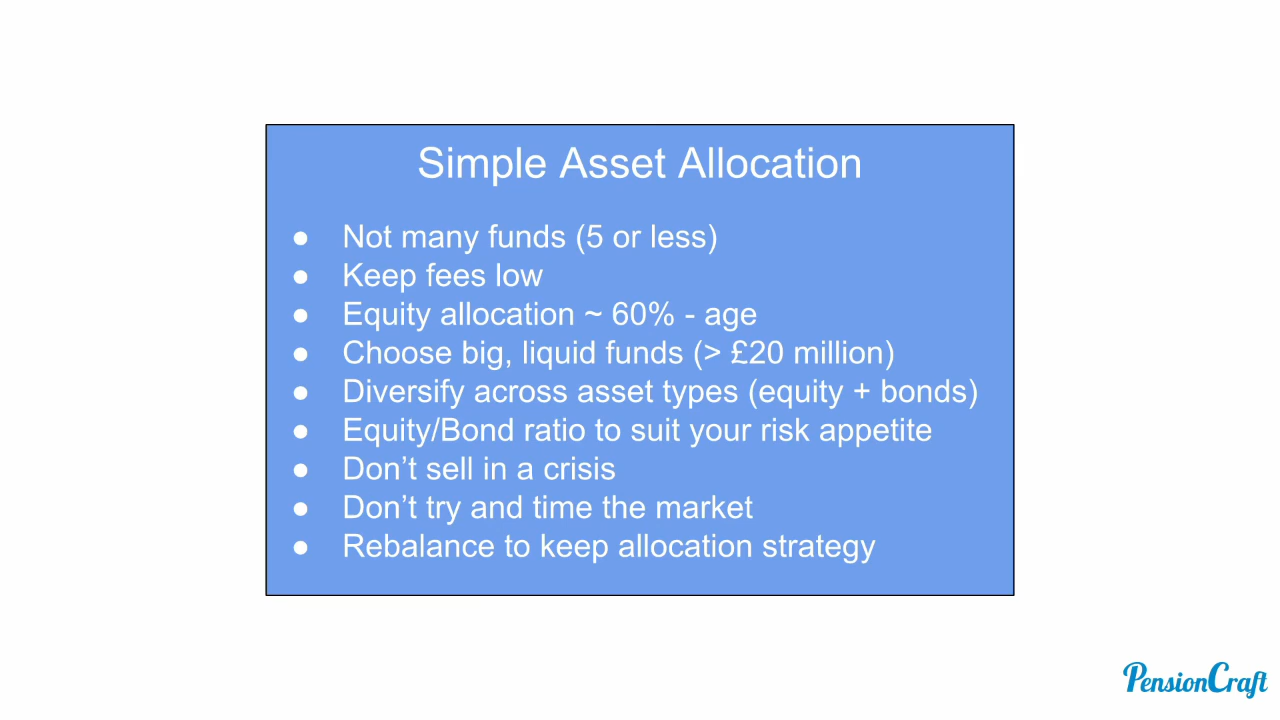 Simple Asset Allocation
● Not many funds (5 or less)
● Keep fees low
● Equity allocation ~ 60% - age
● Choose big, liquid funds (> £20 million)
● Diversify across asset types (equity + bonds)
● Equity/Bond ratio to suit your risk appetite
● Don’t sell in a crisis
● Don’t try and time the market
● Rebalance to keep allocation strategy
PensionCraft